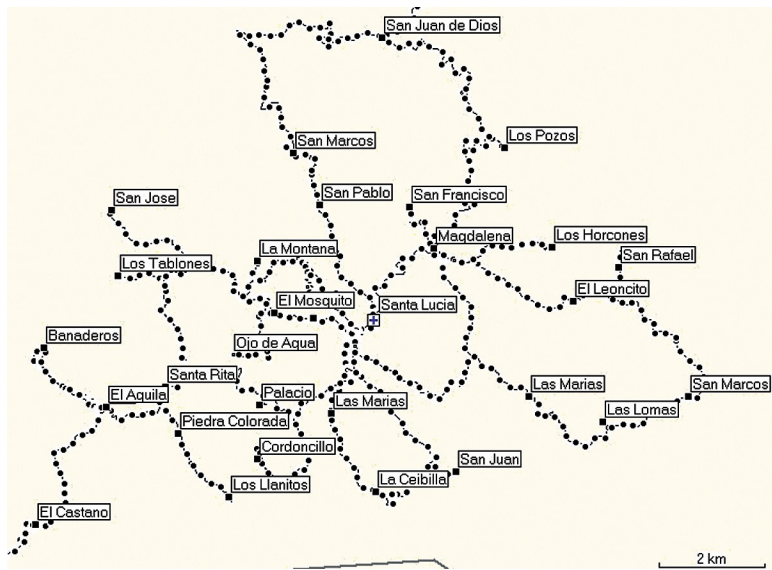 San Juan de Dios
San Marcos
Los Pozos
San Jose
San Pablo
San Francisco
La Montana
Magdalena
Los Horcones
Los Tablones
San Rafael
El Mosquito
Santa Lucia
El Leoncito
Banaderos
Ojo de Agua
Santa Rita
Las Marias
San Marcos
El Aguila
Palacio
Las Marias
Las Lomas
Piedra Colorada
Cordoncillo
San Juan
Los Llanitos
La Ceibilla
El Castano
2 km